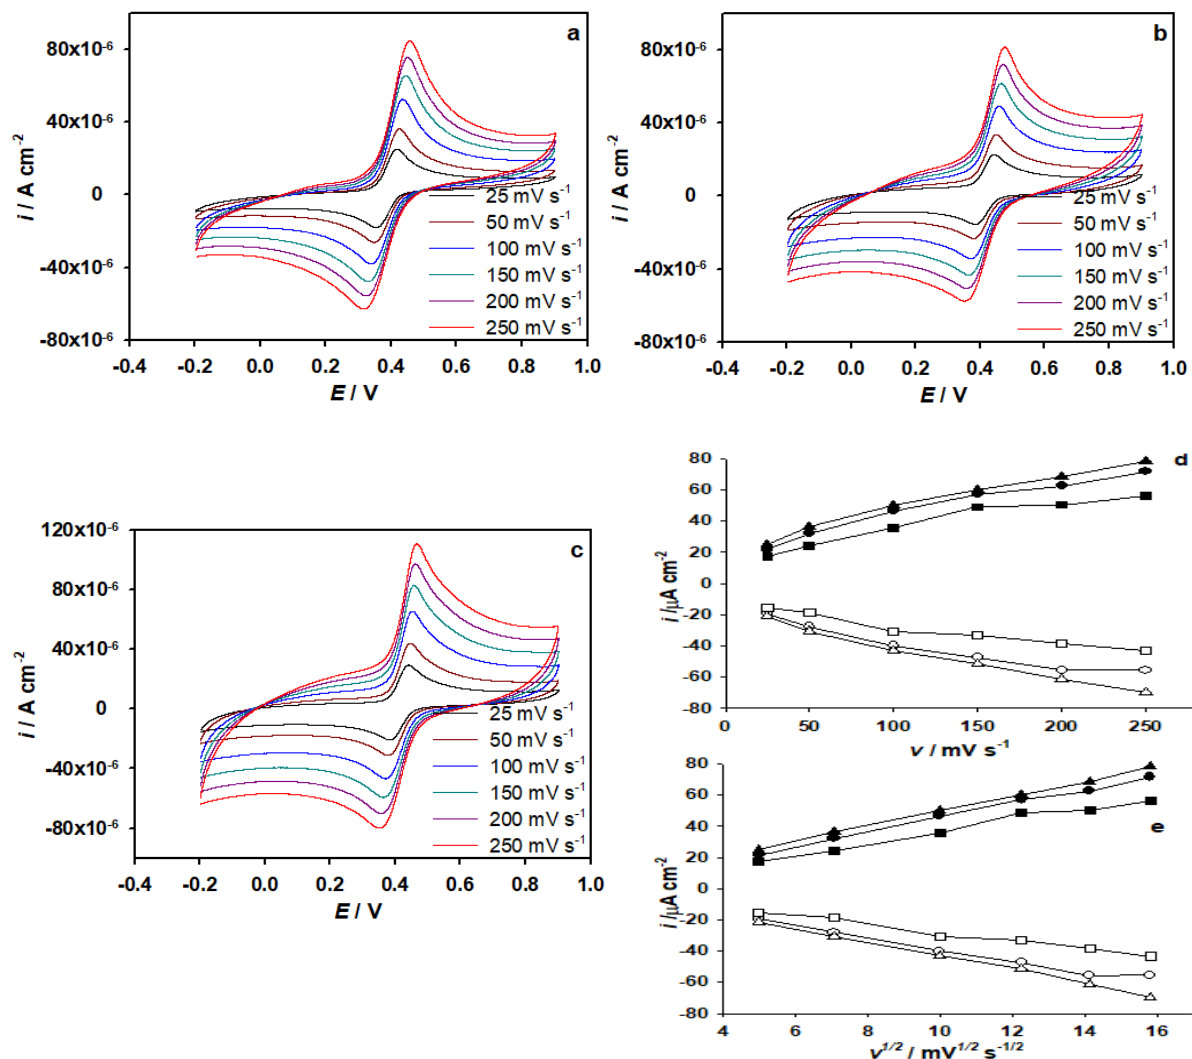 a
80x10-6
40x10-6
0
-40x10-6
-80x10-6
i / A cm-2
25 mV s-1
50 mV s-1
100 mV s-1
150 mV s-1
200 mV s-1
250 mV s-1
-0.4 -0.2 0.0 0.2 0.4 0.6 0.8 1.0
E / V
b
80x10-6
40x10-6
0
-40x10-6
-80x10-6
i / A cm-2
25 mV s-1
50 mV s-1
100 mV s-1
150 mV s-1
200 mV s-1
250 mV s-1
-0.4 -0.2 0.0 0.2 0.4 0.6 0.8 1.0
E / V
c
120x10-6
80x10-6
40x10-6
0
-40x10-6
-80x10-6
i / A cm-2
25 mV s-1
50 mV s-1
100 mV s-1
150 mV s-1
200 mV s-1
250 mV s-1
-0.4 -0.2 0.0 0.2 0.4 0.6 0.8 1.0
E / V
d
80
60
40
20
0
-20
-40
-60
-80
i /µA cm-2
0 50 100 150 200 250
v / mV s-1
e
80
60
40
20
0
-20
-40
-60
-80
i /µA cm-2
4 6 8 10 12 14 16
v1/2 / mV1/2 s-1/2